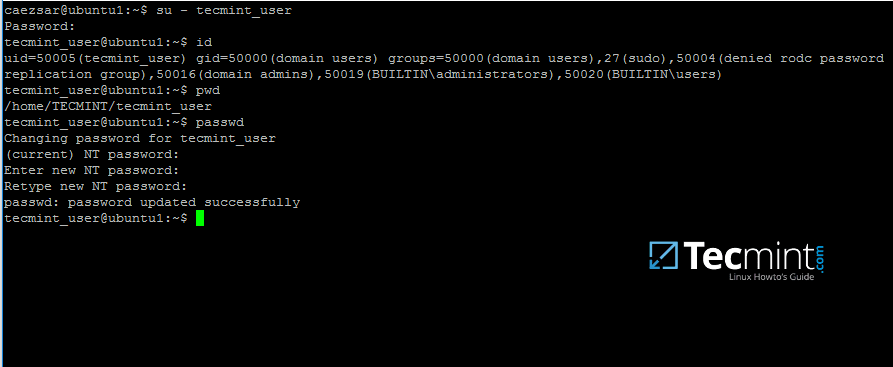 caezsar@ubuntu1:~$ su - tecmint_user
Password:
tecmint_user@ubuntu1:~$ id
uid=50005(tecmint_user) gid=50000(domain users) groups=50000(domain users),27(sudo),50004(denied rodc password
replication group),50016(domain admins),50019(BUILTIN\administrators),50020(BUILTIN\users)
tecmint_user@ubuntu1:~$ pwd
/home/TECMINT/tecmint_user
tecmint_user@ubuntu1:~$ passwd
Changing password for tecmint_user
(current) NT password:
Enter new NT password:
Retype new NT password:
passwd: password updated successfully
tecmint_user@ubuntu1:~$
Tecmint.com
Linux Howto's Guide